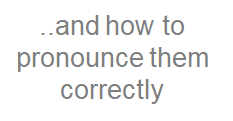 ..and how to
pronounce them
correctly